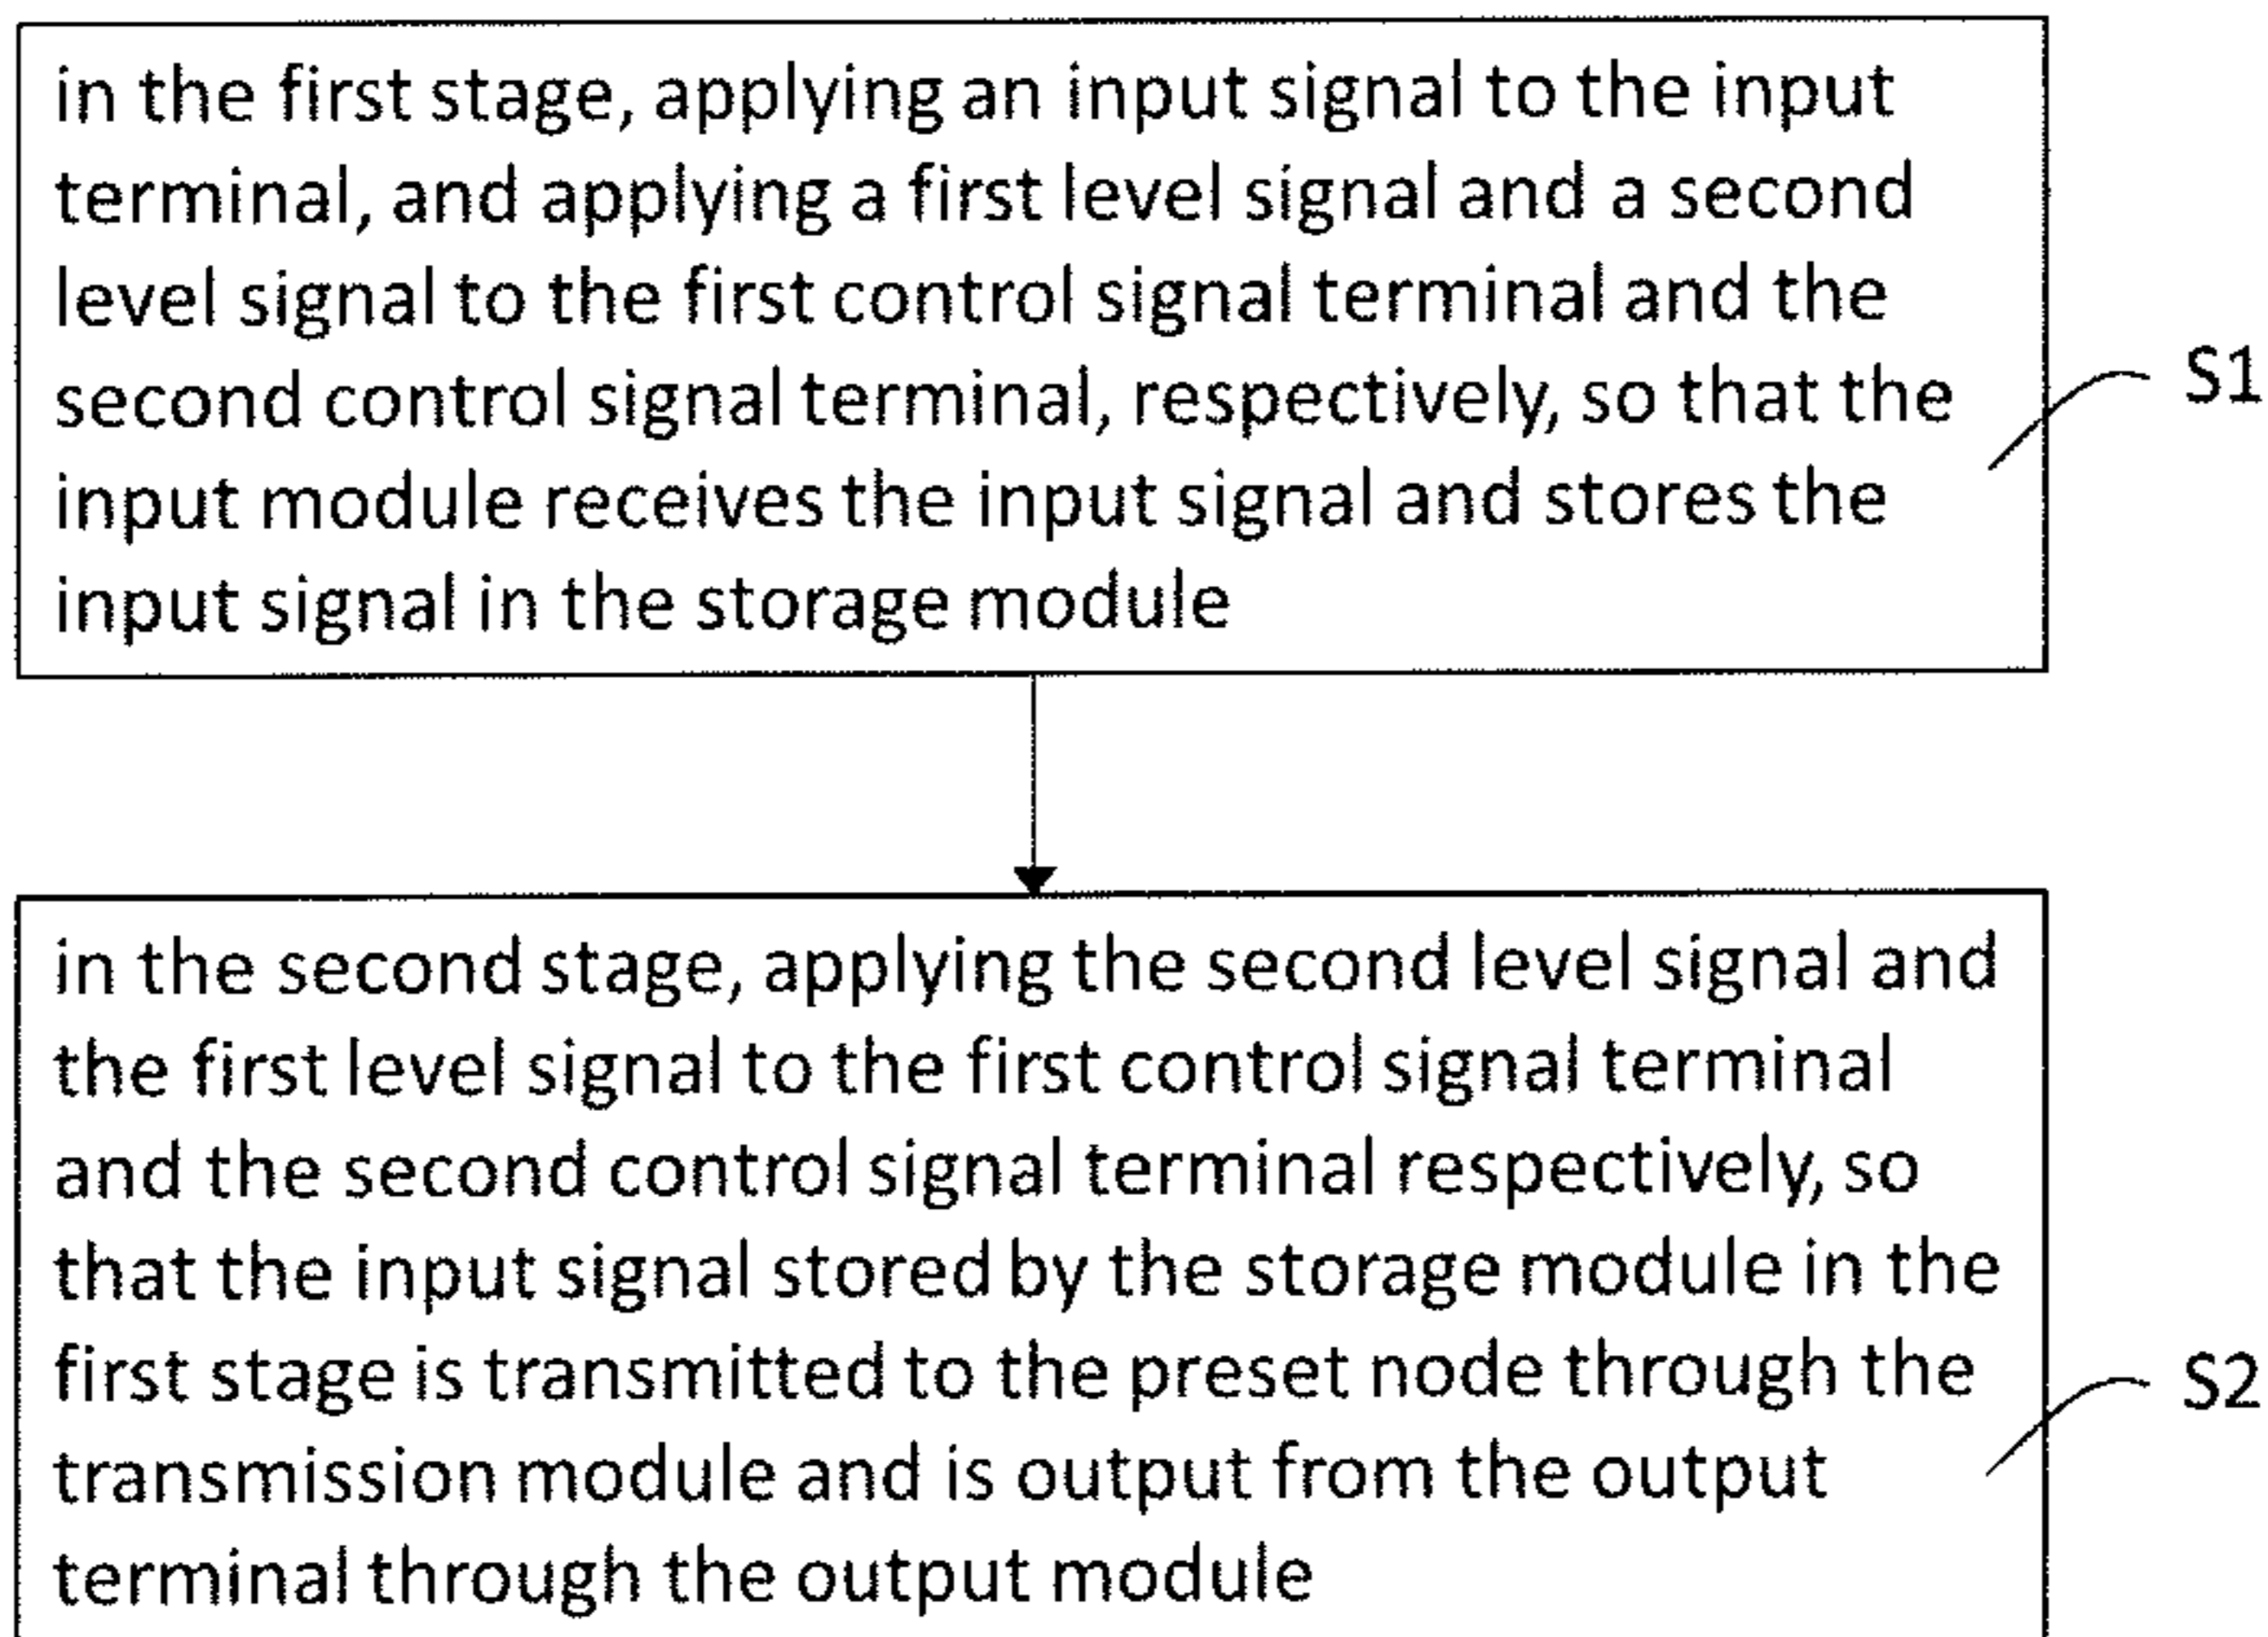 in the first stage, applying an input signal to the input
terminal, and applying a first level signal and a second
level signal to the first control signal terminal and the
second control signal terminal, respectively, so that the
input module receives the input signal and stores the
input signal in the storage module
S1
in the second stage, applying the second level signal and
the first level signal to the first control signal terminal
and the second control signal terminal respectively, so
that the input signal stored by the storage module in the
first stage is transmitted to the preset node through the
transmission module and is output from the output
terminal through the output module
S2